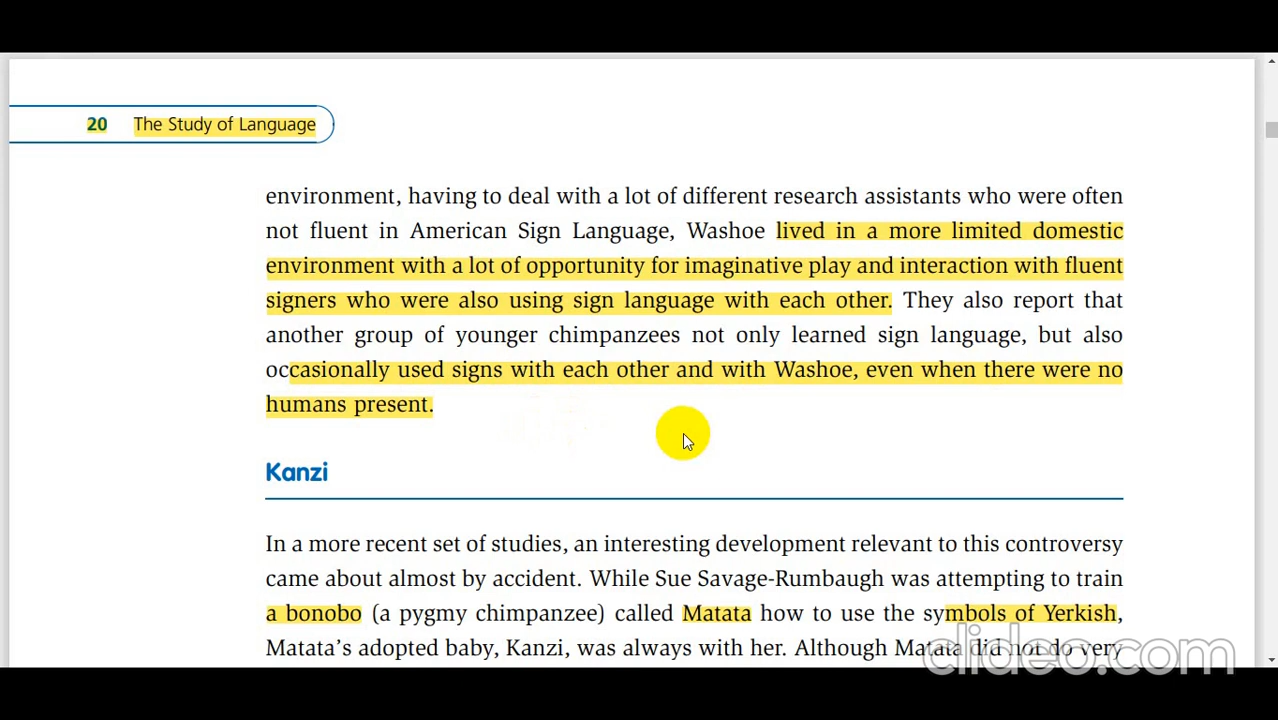 20 The Study of Language
environment, having to deal with a lot of different research assistants who were often
not fluent in American Sign Language, Washoe lived in a more limited domestic
environment with a lot of opportunity for imaginative play and interaction with fluent
signers who were also using sign language with each other. They also report that
another group of younger chimpanzees not only learned sign language, but also
occasionally used signs with each other and with Washoe, even when there were no
humans present.
Kanzi
In a more recent set of studies, an interesting development relevant to this controversy
came about almost by accident. While Sue Savage-Rumbaugh was attempting to train
a bonobo (a pygmy chimpanzee) called Matata how to use the symbols of Yerkish,
Matata’s adopted baby, Kanzi, was always with her. Although Matata did not do very
clideo.com